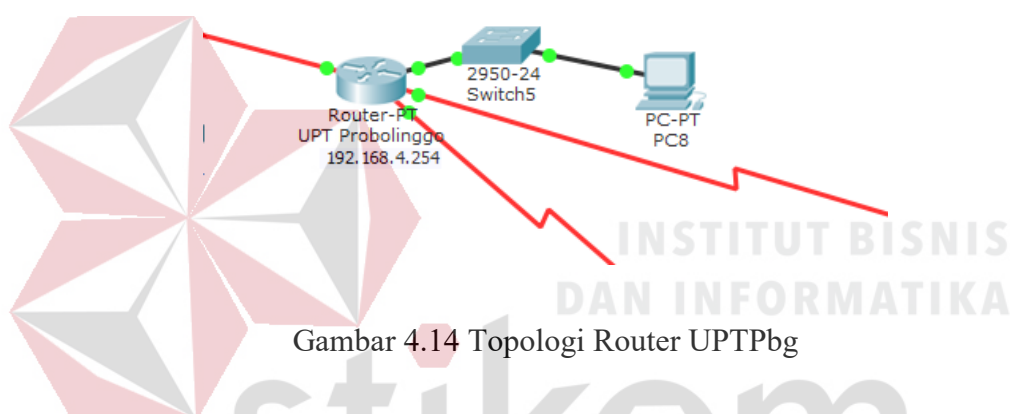 2950-24
Switch5
Router-PT
UPT Probolinggo
192.168.4.254
PC-PT
PC8
INSTITUT BISNIS
DAN INFORMATIKA
Gambar 4.14 Topologi Router UPTPbg
stikom